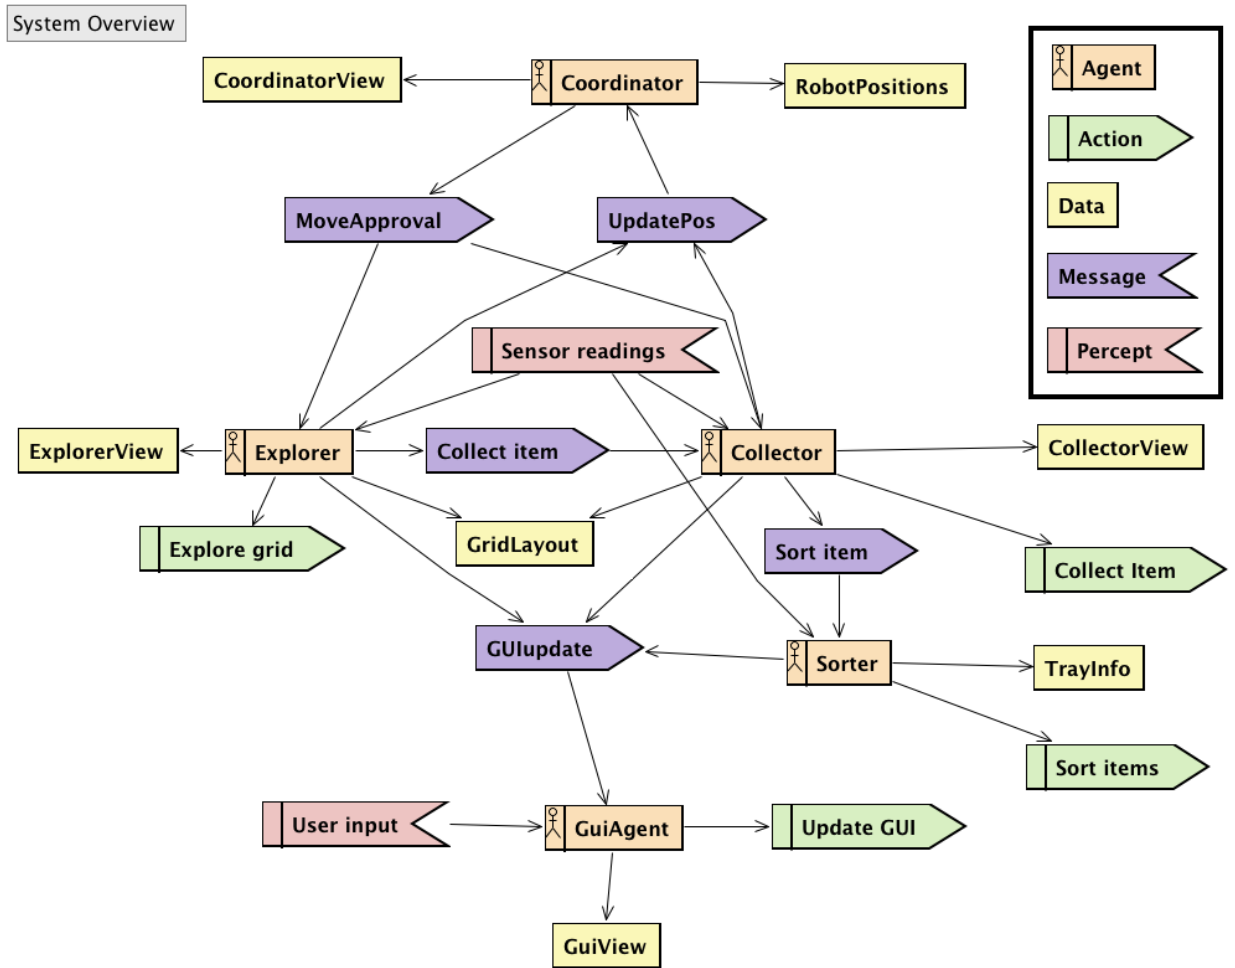 System Overview
CoordinatorView
Coordinator
RobotPositions
Agent
Action
Data
Message
Percept
MoveApproval
UpdatePos
Sensor readings
ExplorerView
Explorer
Collect item
Collector
CollectorView
Explore grid
GridLayout
Sort item
Collect Item
GUIupdate
Sorter
TrayInfo
Sort items
User input
GuiAgent
Update GUI
GuiView